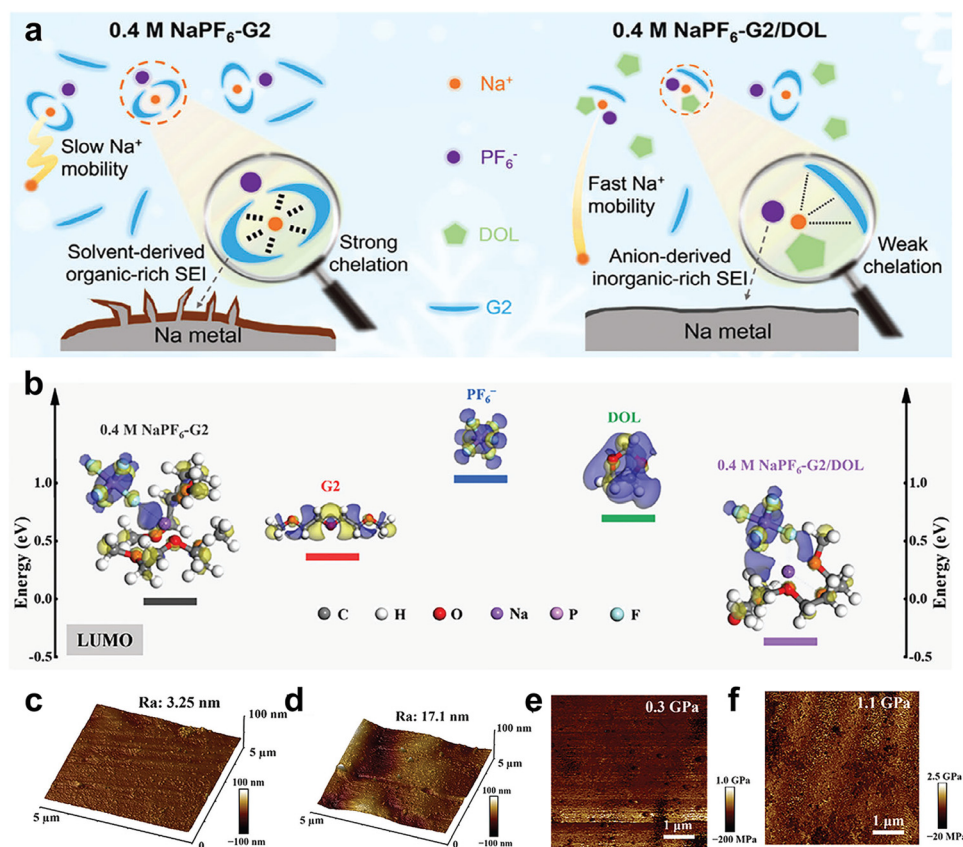 a
0.4 M NaPF₆-G2
0.4 M NaPF₆-G2/DOL
Slow Na⁺
mobility
Solvent-derived
organic-rich SEI
Strong
chelation
Na metal
Na⁺
PF₆⁻
DOL
G2
Fast Na⁺
mobility
Anion-derived
inorganic-rich SEI
Weak
chelation
Na metal
b
Energy (eV)
1.0
0.5
0.0
-0.5
0.4 M NaPF₆-G2
G2
PF₆⁻
DOL
0.4 M NaPF₆-G2/DOL
C H O Na P F
LUMO
Energy (eV)
1.0
0.5
0.0
-0.5
c
Ra: 3.25 nm
100 nm
5 µm
5 µm
0
100 nm
−100 nm
d
Ra: 17.1 nm
100 nm
5 µm
5 µm
0
100 nm
−100 nm
e
0.3 GPa
1 µm
1.0 GPa
−200 MPa
f
1.1 GPa
1 µm
2.5 GPa
−20 MPa